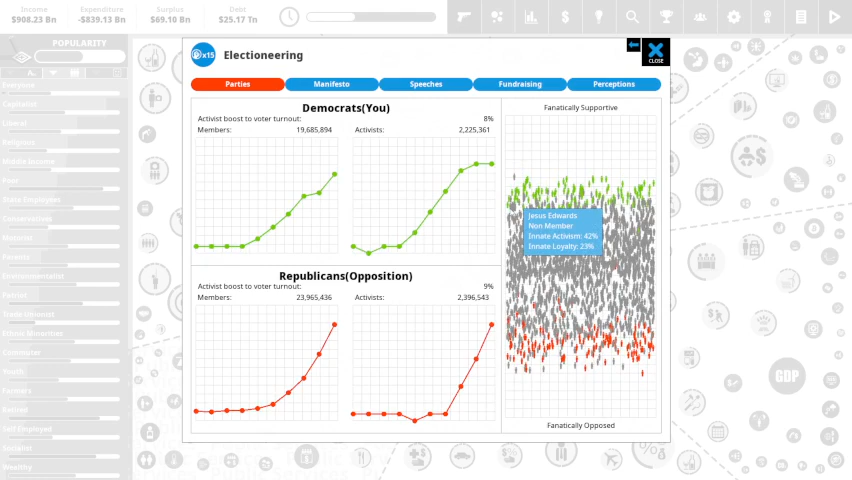 Income
Expenditure
Surplus
Debt
$908.23 Bn
-$839.13 Bn
$69.10 Bn
$25.17 Tn
POPULARITY
Everyone
Capitalist
Liberal
Religious
Middle Income
Poor
State Employees
Conservatives
Motorist
Parents
Environmentalist
Patriot
Trade Unionist
Ethnic Minorities
Commuter
Youth
Farmers
Retired
Self Employed
Socialist
Wealthy
x15
Electioneering
CLOSE
Parties
Manifesto
Speeches
Fundraising
Perceptions
Democrats(You)
Activist boost to voter turnout:
8%
Members:
19,685,894
Activists:
2,225,361
Republicans(Opposition)
Activist boost to voter turnout:
9%
Members:
23,965,436
Activists:
2,396,543
Fanatically Supportive
Jesus Edwards
Non Member
Innate Activism: 42%
Innate Loyalty: 23%
Fanatically Opposed
GDP